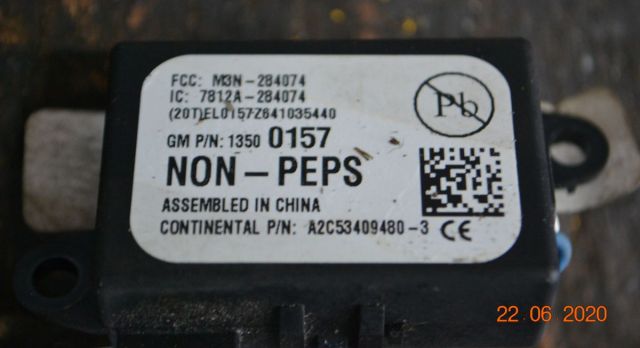 FCC: M3N-284074
IC: 7812A-284074
(20T)EL0157Z641035440
GM P/N: 1350 0157
Pb
NON-PEPS
ASSEMBLED IN CHINA
CONTINENTAL P/N: A2C53409480-3 CE
22 06 2020